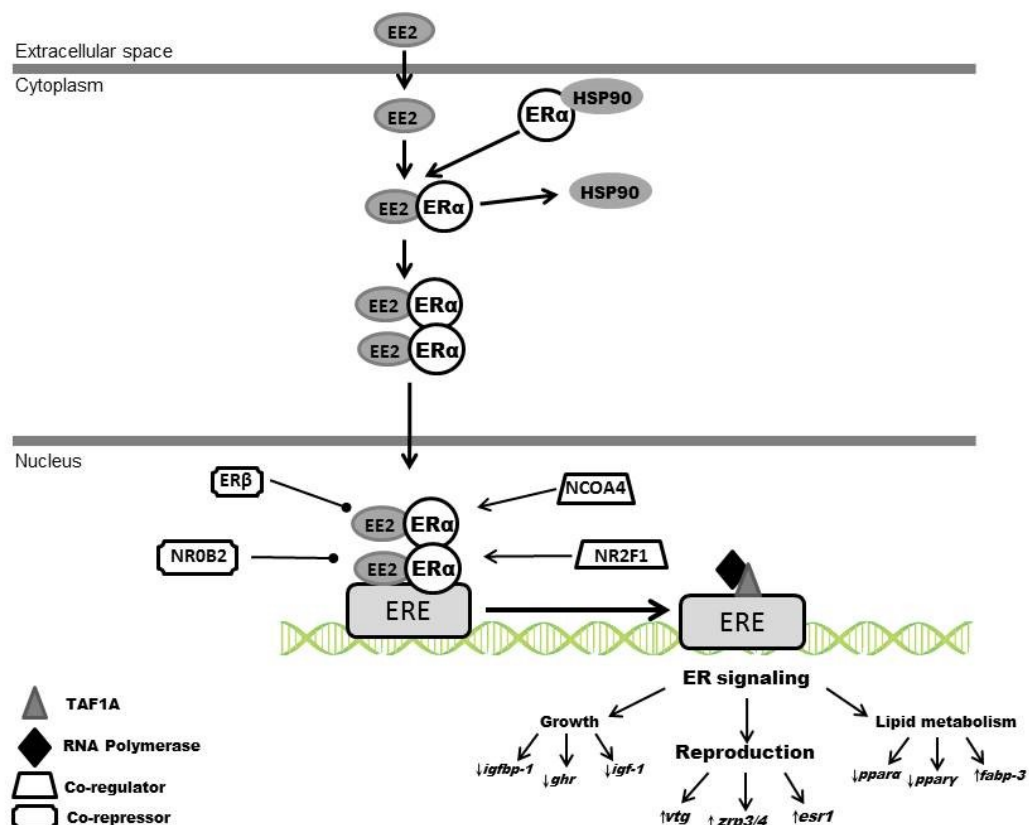 EE2
Extracellular space
Cytoplasm
EE2
ERα
HSP90
EE2
ERα
HSP90
EE2
ERα
EE2
ERα
Nucleus
ERβ
NCOA4
EE2
ERα
NR0B2
EE2
ERα
NR2F1
ERE
ERE
ER signaling
TAF1A
RNA Polymerase
Co-regulator
Co-repressor
Growth
↓igfbp-1
↓ghr
↓igf-1
Reproduction
↑vtg
↑zrp3/4
↑esr1
Lipid metabolism
↓pparα
↓pparγ
↑fabp-3